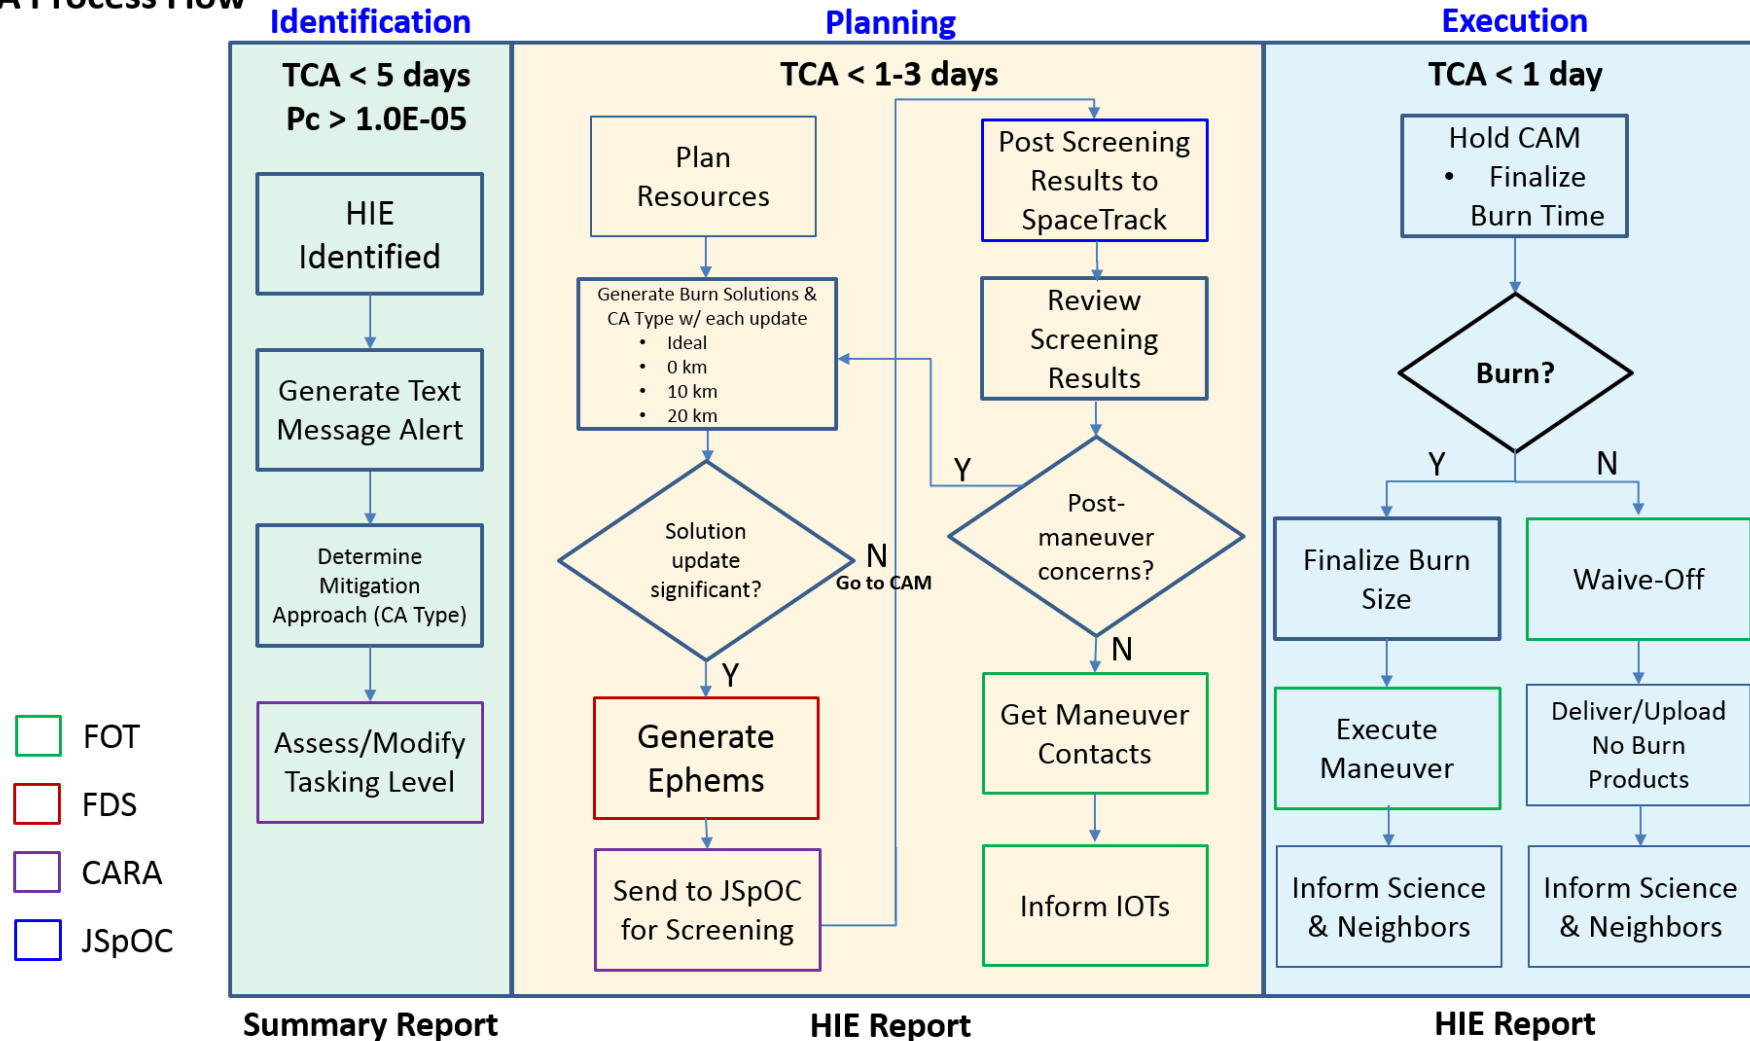 A Process Flow
Identification
Planning
Execution
TCA < 5 days
Pc > 1.0E-05
HIE
Identified
Generate Text
Message Alert
Determine
Mitigation
Approach (CA Type)
Assess/Modify
Tasking Level
TCA < 1-3 days
Plan
Resources
Generate Burn Solutions &
CA Type w/ each update
• Ideal
• 0 km
• 10 km
• 20 km
Solution
update
significant?
N
Go to CAM
Y
Generate
Ephems
Send to JSpOC
for Screening
Post Screening
Results to
SpaceTrack
Review
Screening
Results
Y
Post-
maneuver
concerns?
N
Get Maneuver
Contacts
Inform IOTs
TCA < 1 day
Hold CAM
• Finalize
Burn Time
Burn?
Y
N
Finalize Burn
Size
Execute
Maneuver
Inform Science
& Neighbors
Waive-Off
Deliver/Upload
No Burn
Products
Inform Science
& Neighbors
FOT
FDS
CARA
JSpOC
Summary Report
HIE Report
HIE Report